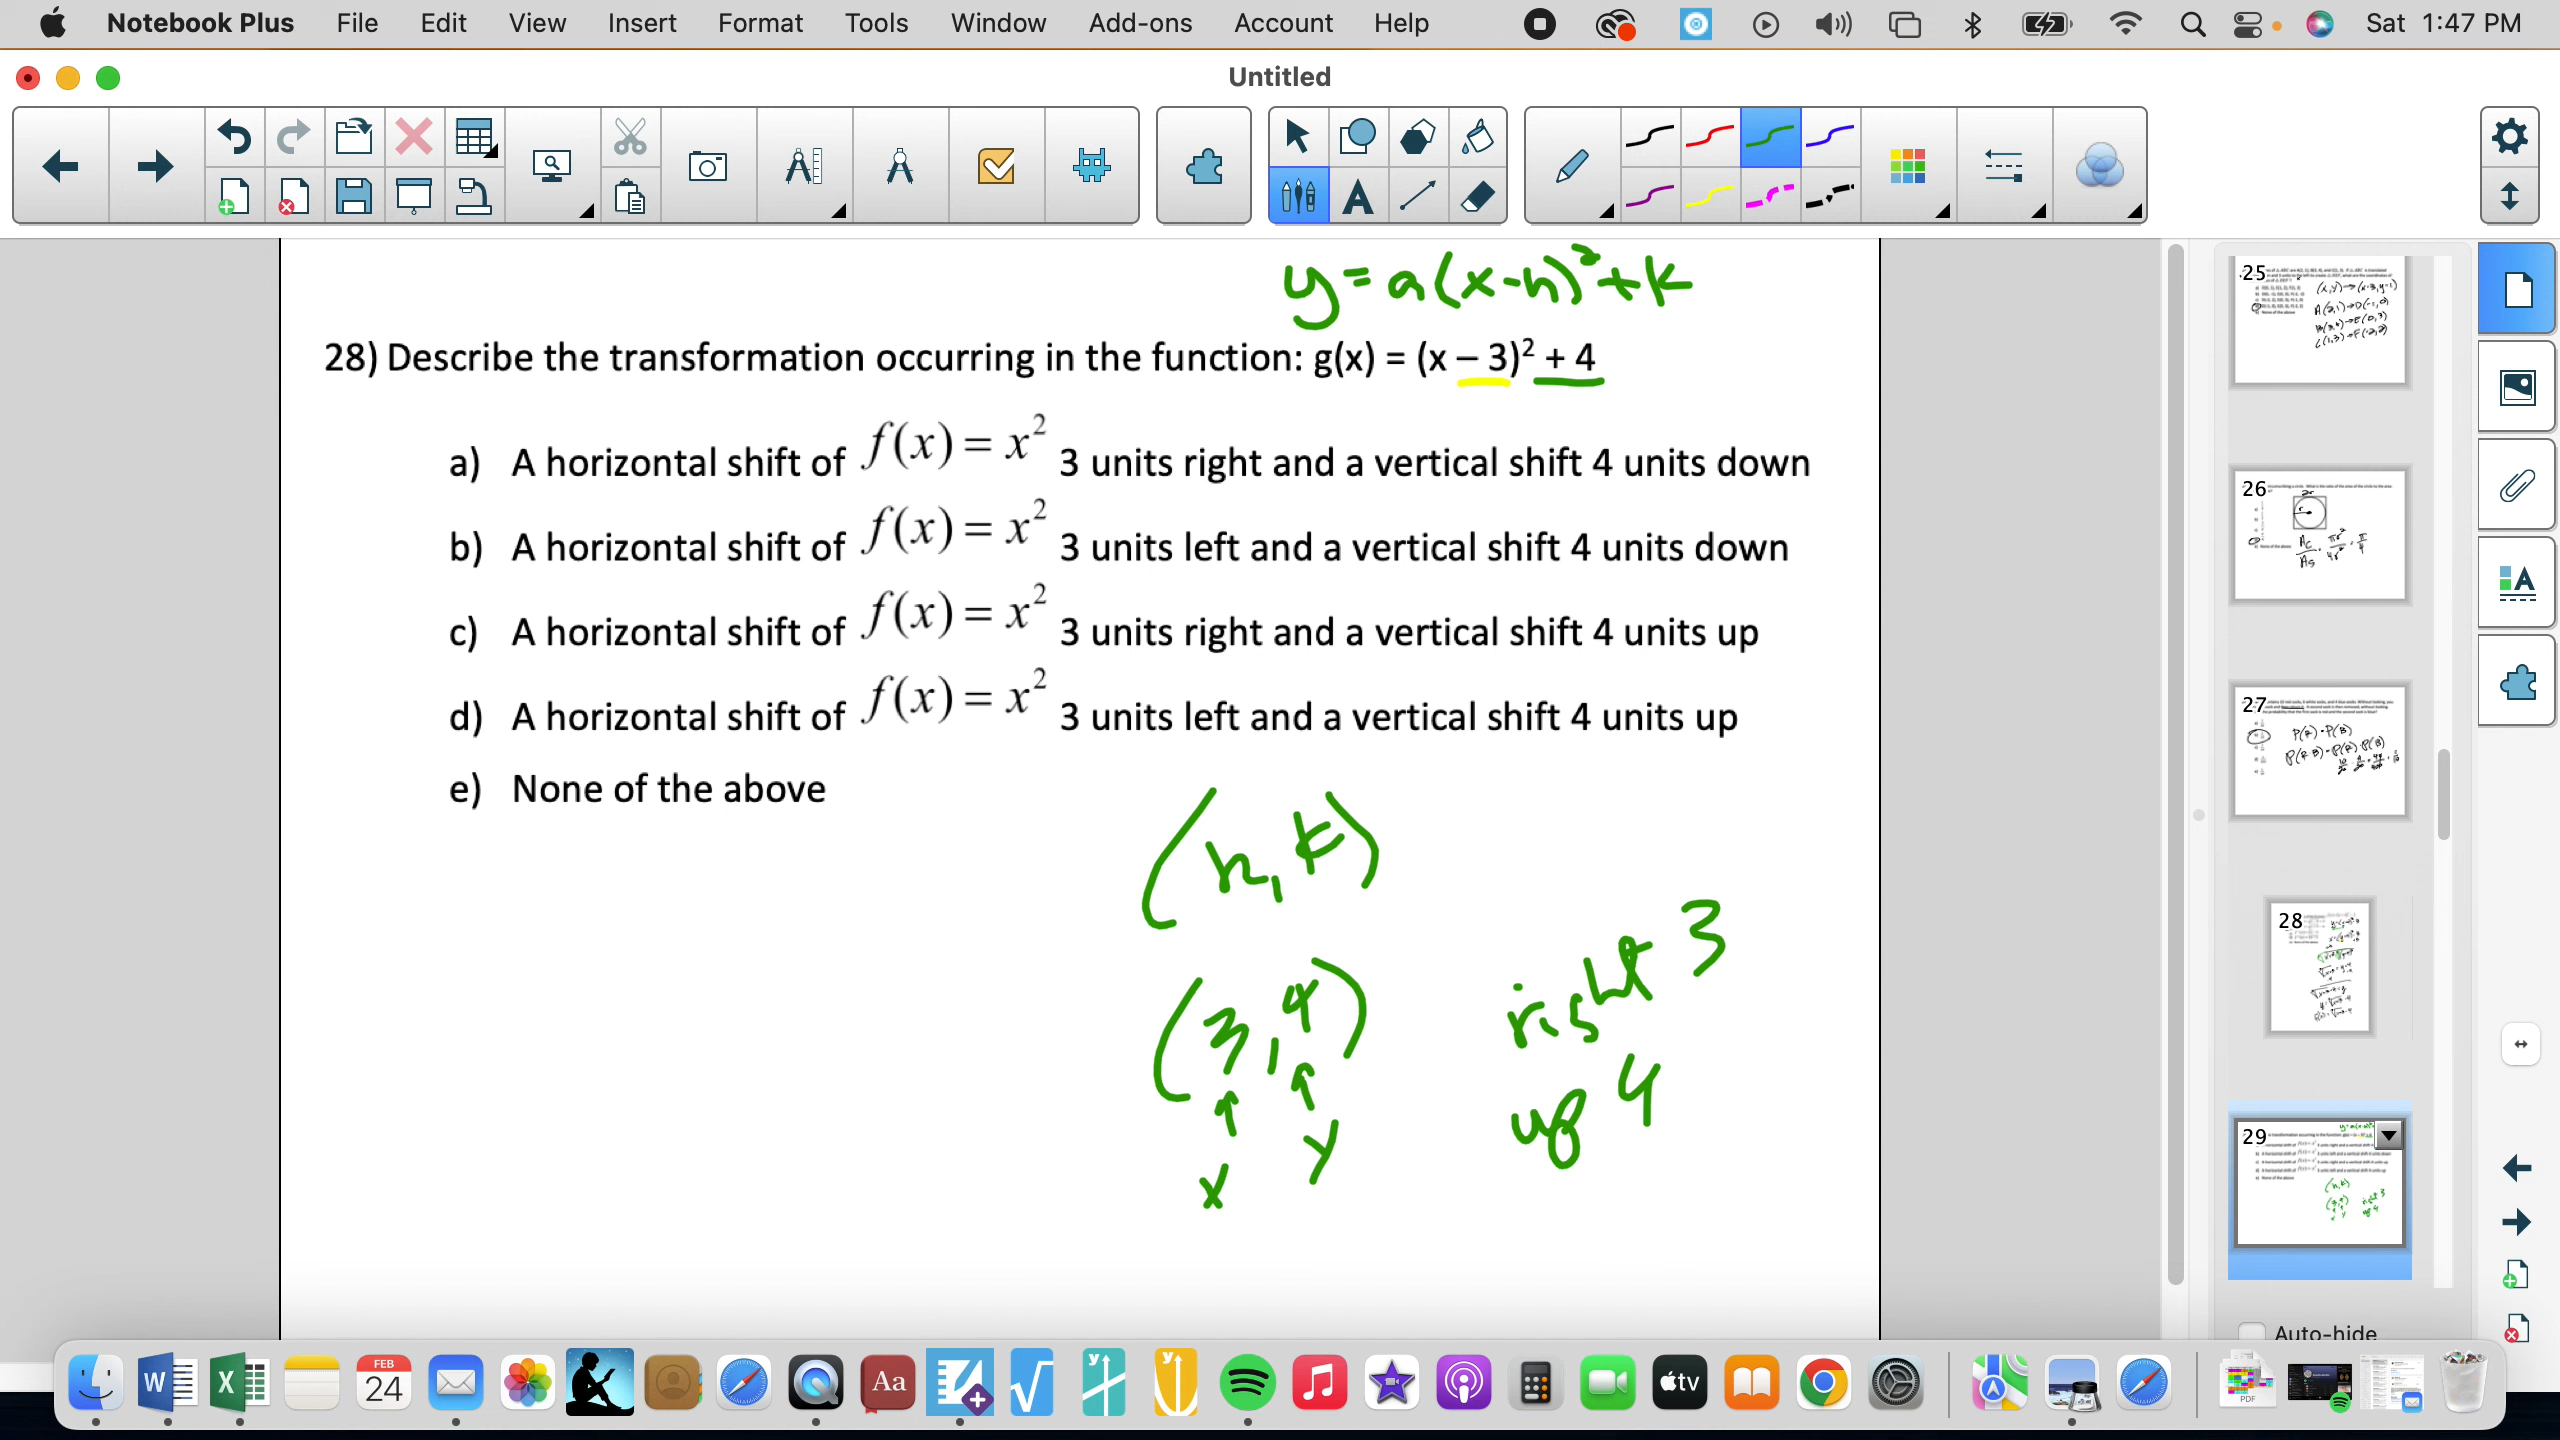 Notebook Plus File Edit View Insert Format Tools Window Add-ons Account Help Sat 1:47 PM
Untitled
y = a(x-h)²+k
28) Describe the transformation occurring in the function: g(x) = (x – 3)² + 4
a) A horizontal shift of f(x) = x² 3 units right and a vertical shift 4 units down
b) A horizontal shift of f(x) = x² 3 units left and a vertical shift 4 units down
c) A horizontal shift of f(x) = x² 3 units right and a vertical shift 4 units up
d) A horizontal shift of f(x) = x² 3 units left and a vertical shift 4 units up
e) None of the above
(h, k)
(3, 4)
x y
right 3
up 4
25
26
27
28
29
Auto-hide
FEB
24
Aa
tv
PDF